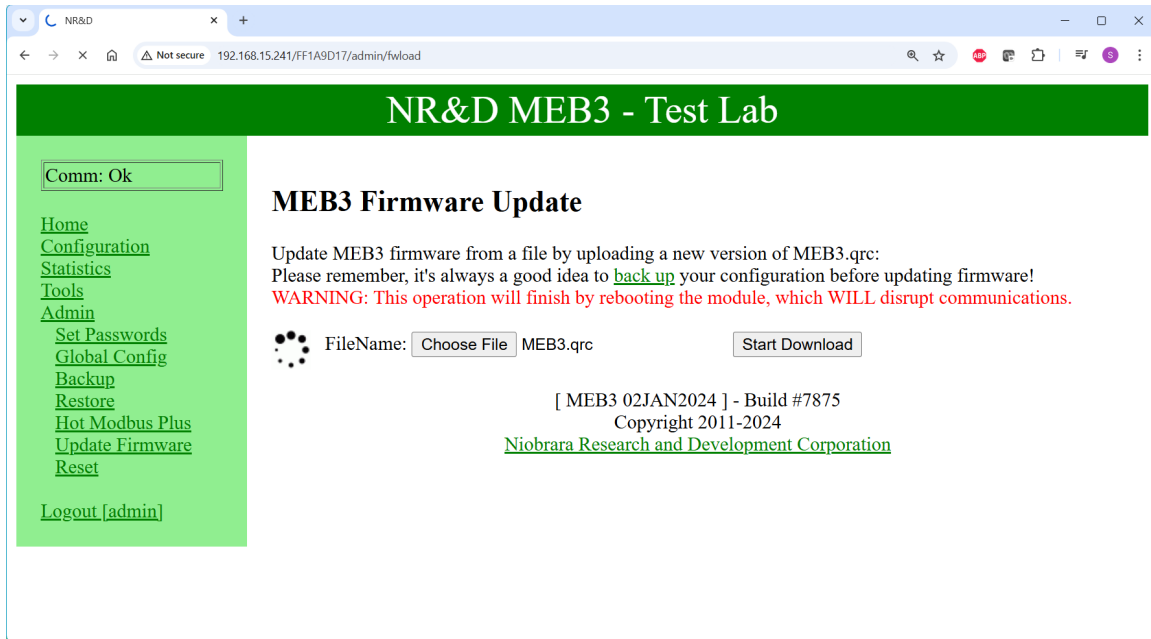 NR&D
Not secure
192.168.15.241/FF1A9D17/admin/fwload
ABP
S
NR&D MEB3 - Test Lab
Comm: Ok
Home
Configuration
Statistics
Tools
Admin
Set Passwords
Global Config
Backup
Restore
Hot Modbus Plus
Update Firmware
Reset
Logout [admin]
MEB3 Firmware Update
Update MEB3 firmware from a file by uploading a new version of MEB3.qrc:
Please remember, it's always a good idea to back up your configuration before updating firmware!
WARNING: This operation will finish by rebooting the module, which WILL disrupt communications.
FileName: Choose File MEB3.qrc Start Download
[ MEB3 02JAN2024 ] - Build #7875
Copyright 2011-2024
Niobrara Research and Development Corporation